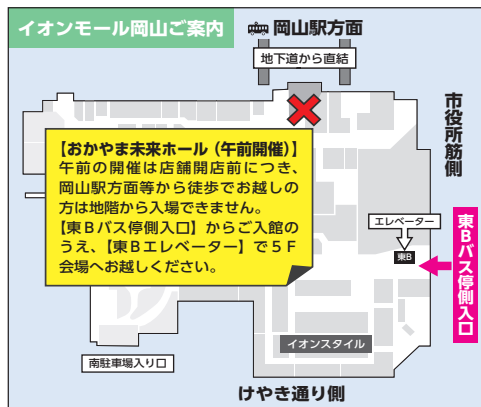 イオンモール岡山ご案内
岡山駅方面
地下道から直結
市役所筋側
【おかやま未来ホール（午前開催）】
午前の開催は店舗開店前につき、
岡山駅方面等から徒歩でお越しの
方は地階から入場できません。
【東Bバス停側入口】からご入館の
うえ、【東Bエレベーター】で5F
会場へお越しください。
エレベーター
東B
東Bバス停側入口
イオンスタイル
南駐車場入り口
けやき通り側